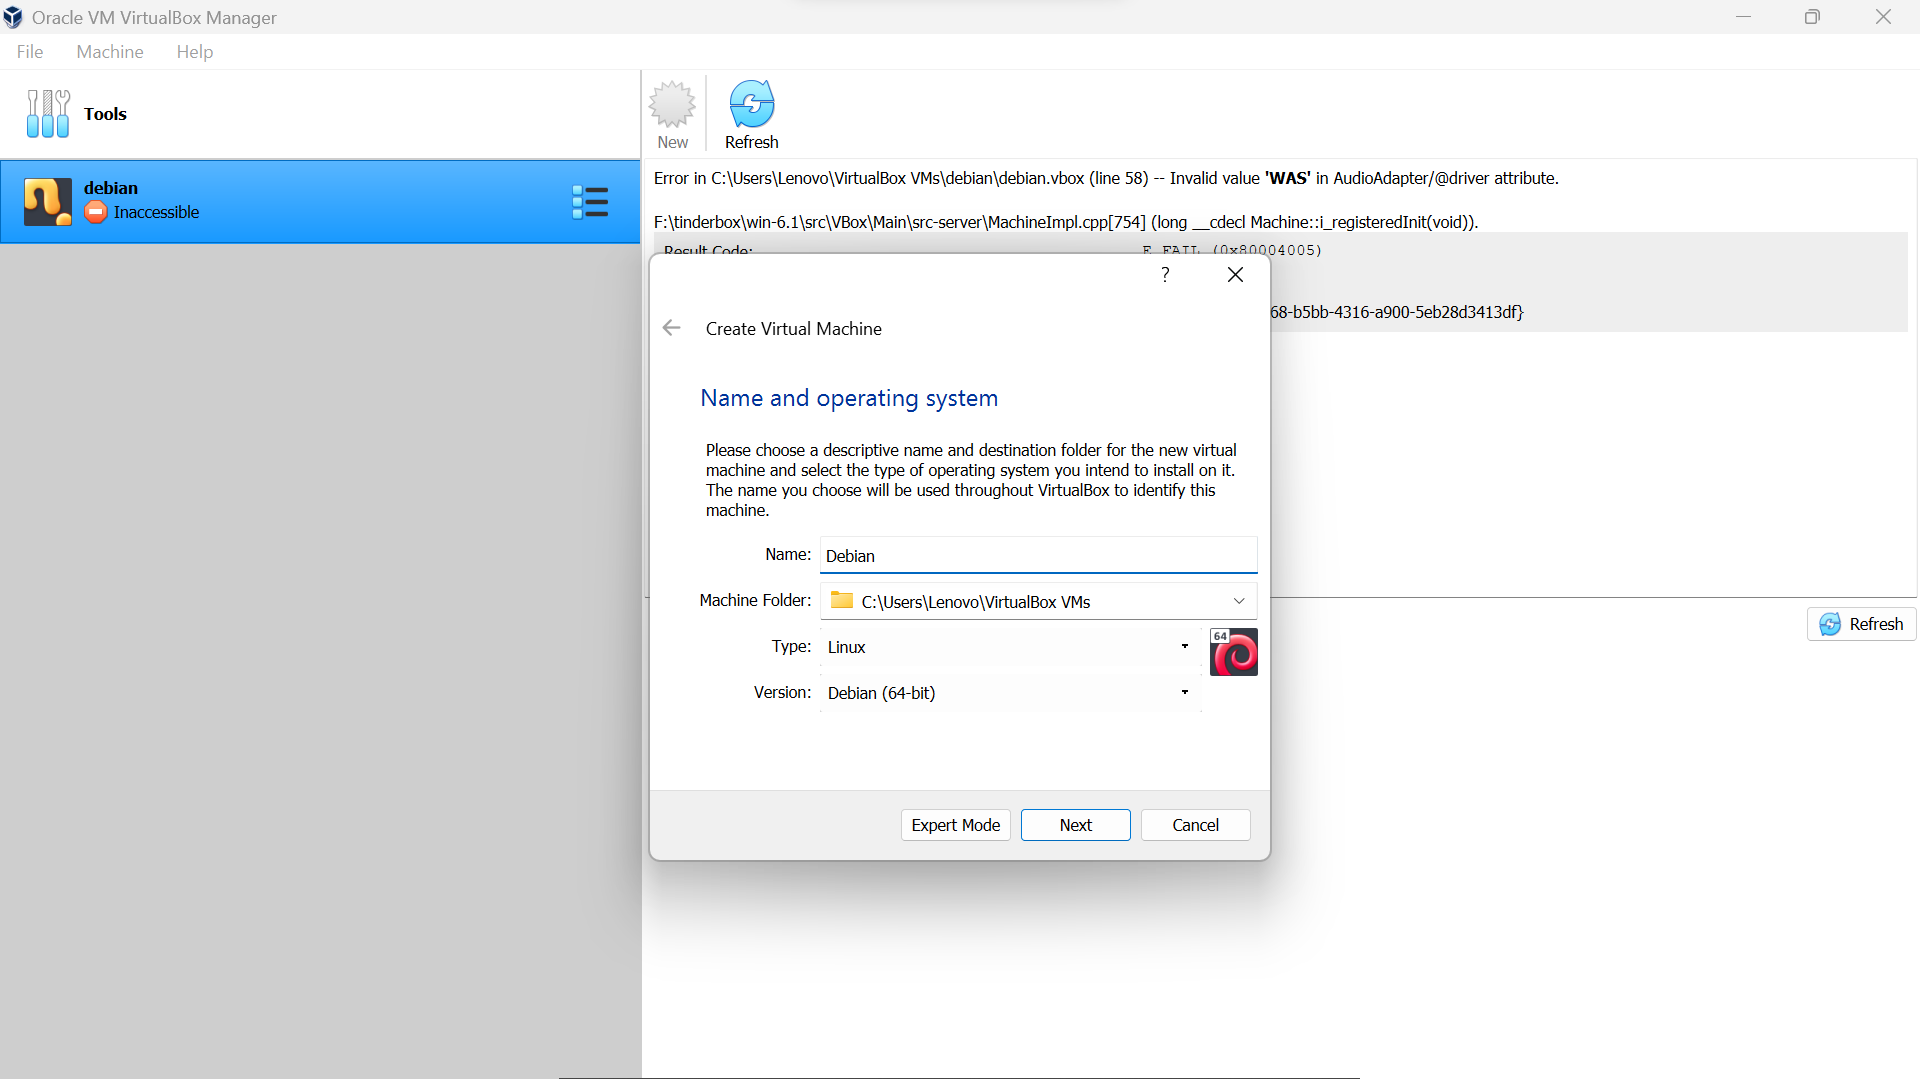 Oracle VM VirtualBox Manager
File Machine Help
Tools
New
Refresh
debian
Inaccessible
Error in C:\Users\Lenovo\VirtualBox VMs\debian\debian.vbox (line 58) -- Invalid value 'WAS' in AudioAdapter/@driver attribute.
F:\tinderbox\win-6.1\src\VBox\Main\src-server\MachineImpl.cpp[754] (long __cdecl Machine::i_registeredInit(void)).
Result Code: E_FAIL (0x80004005)
68-b5bb-4316-a900-5eb28d3413df}
?
Create Virtual Machine
Name and operating system
Please choose a descriptive name and destination folder for the new virtual
machine and select the type of operating system you intend to install on it.
The name you choose will be used throughout VirtualBox to identify this
machine.
Name: Debian
Machine Folder: C:\Users\Lenovo\VirtualBox VMs
Type: Linux
64
Version: Debian (64-bit)
Expert Mode Next Cancel
Refresh